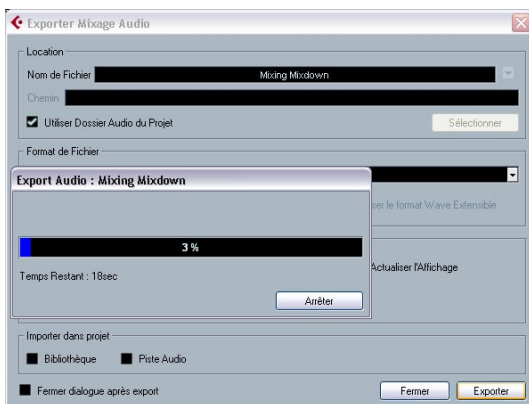 Exporter Mixage Audio
Location
Nom de Fichier
Mixing Mixdown
Chemin
Utiliser Dossier Audio du Projet
Sélectionner
Format de Fichier
Export Audio : Mixing Mixdown
ser le format Wave Extensible
3 %
Temps Restant : 18sec
Actualiser l'Affichage
Arrêter
Importer dans projet
Bibliothèque
Piste Audio
Fermer dialogue après export
Fermer
Exporter